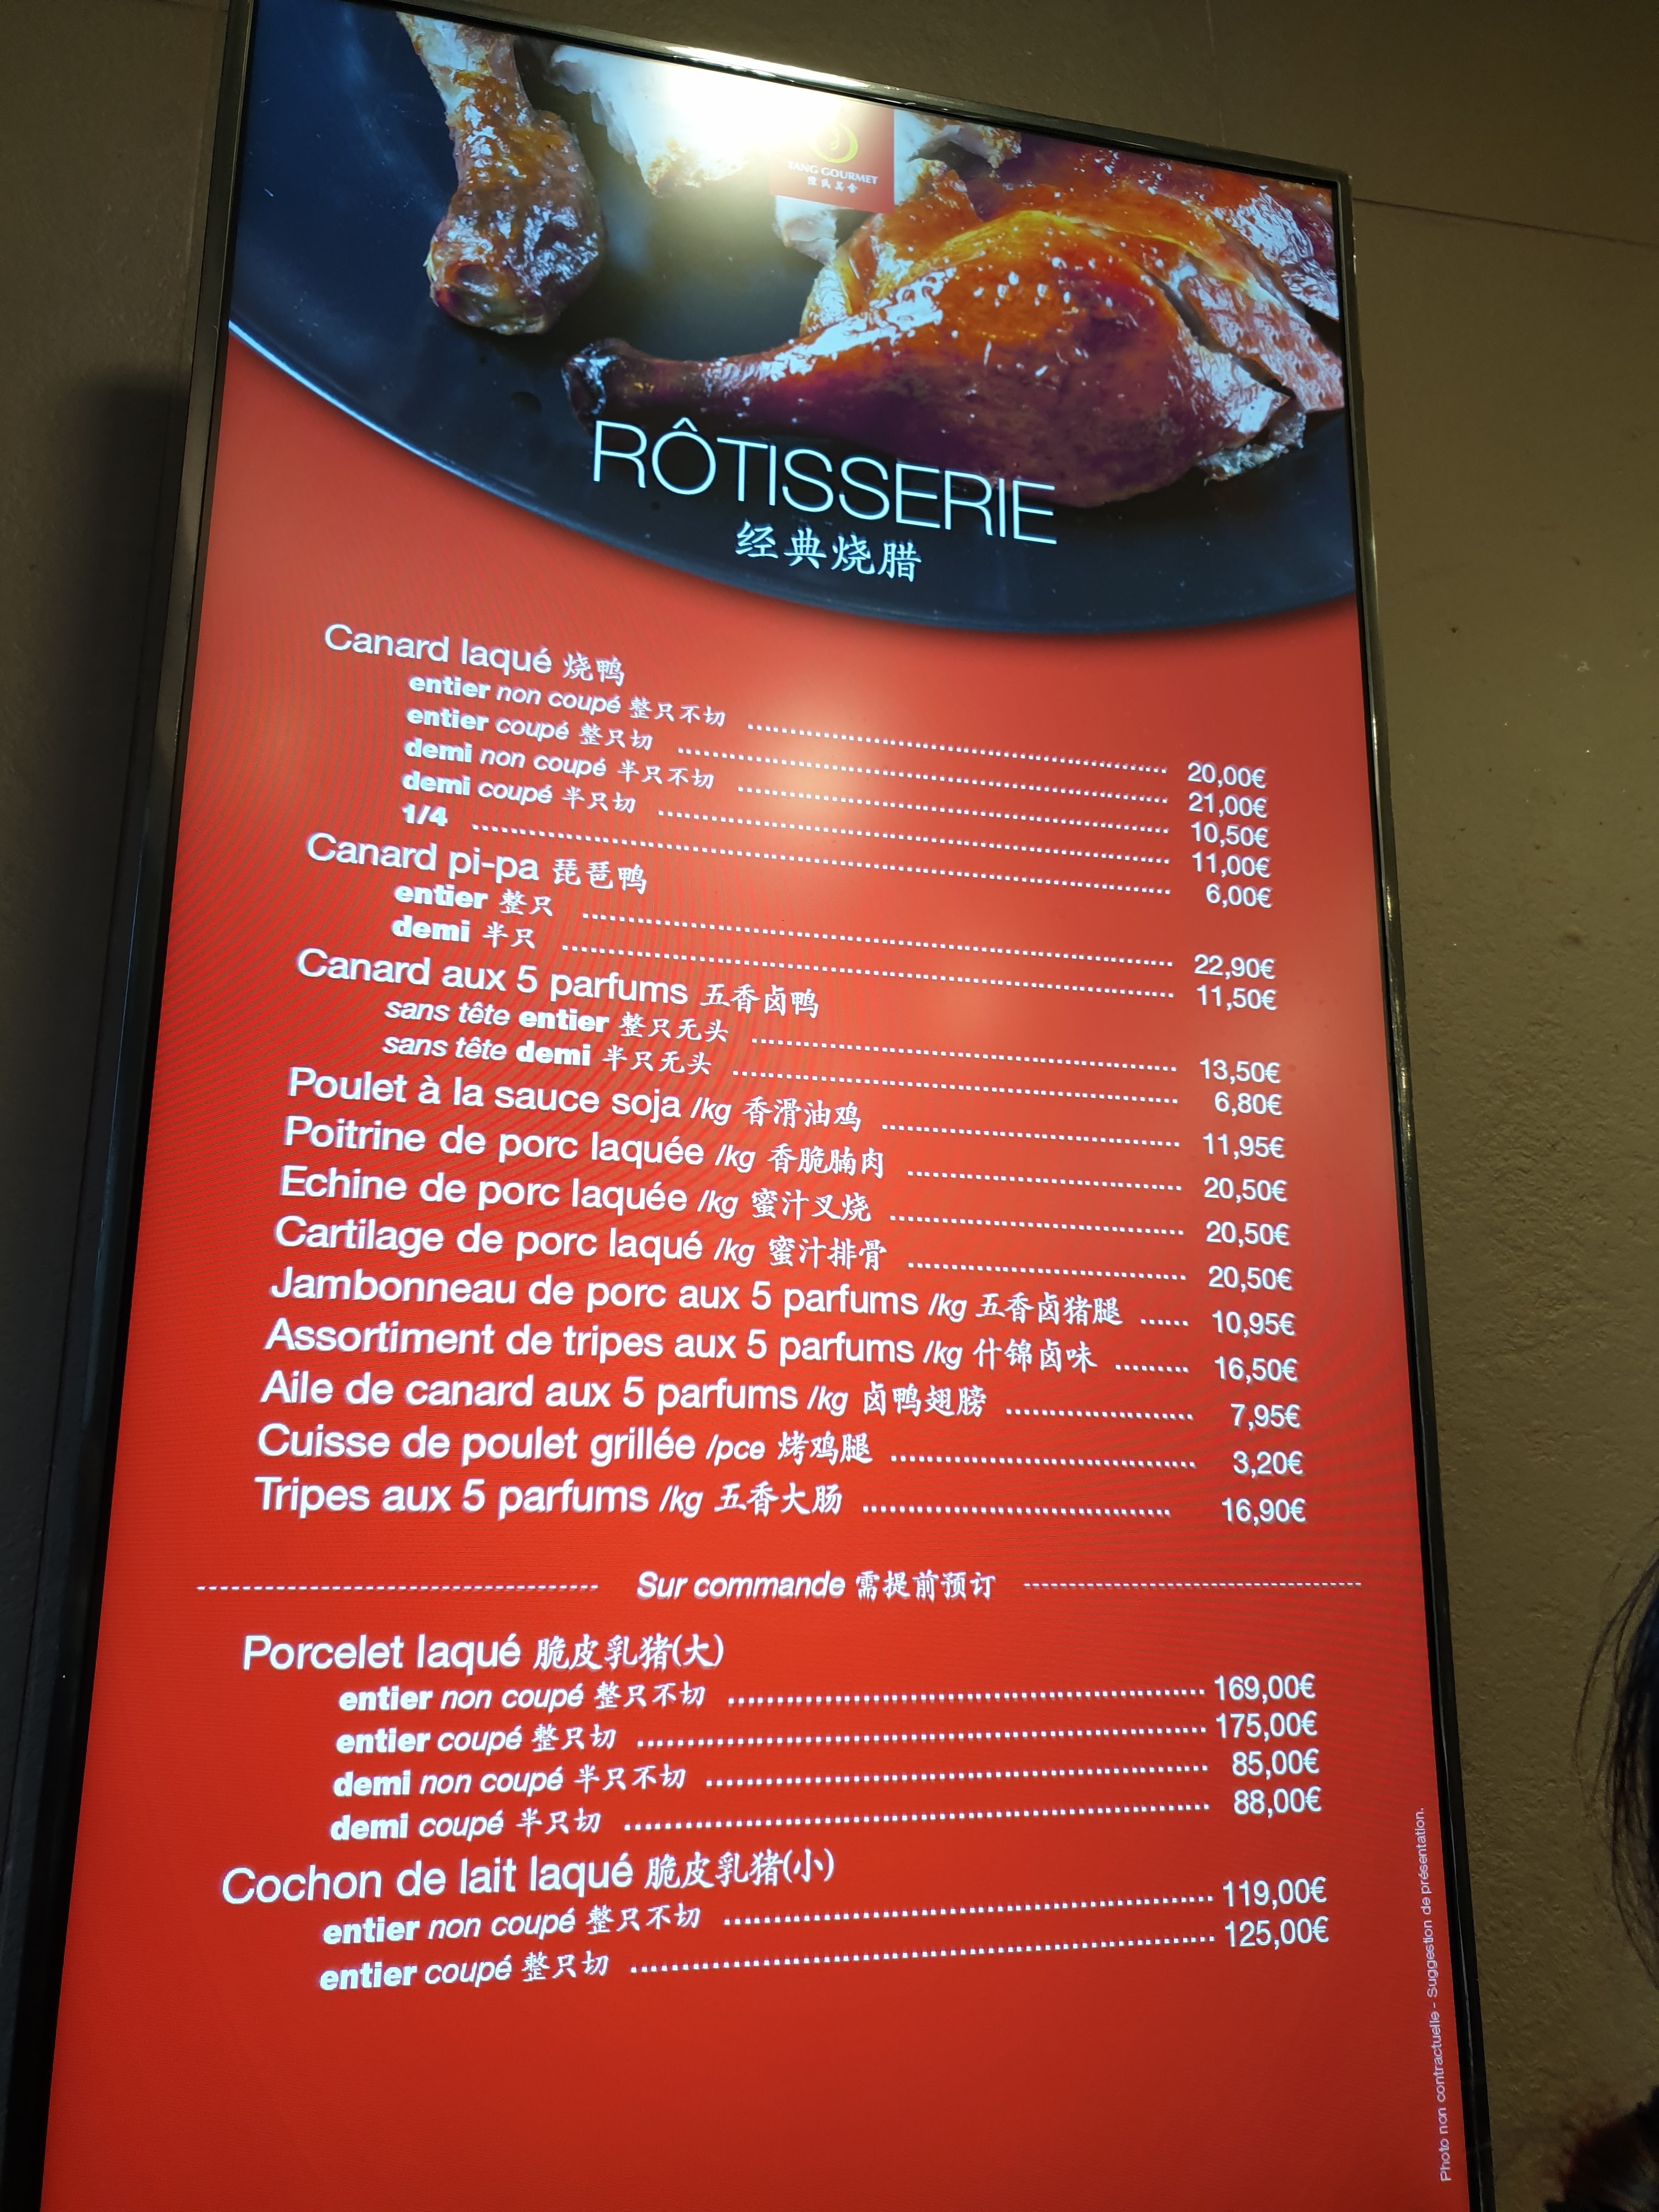 TANG GOURMET
RÔTISSERIE
经典烧腊
Canard laqué 烧鸭
entier non coupé 整只不切 20,00€
entier coupé 整只切 21,00€
demi non coupé 半只不切 10,50€
demi coupé 半只切 11,00€
1/4 6,00€
Canard pi-pa 琵琶鸭
entier 整只 22,90€
demi 半只 11,50€
Canard aux 5 parfums 五香卤鸭
sans tête entier 整只无头 13,50€
sans tête demi 半只无头 6,80€
Poulet à la sauce soja /kg 香滑油鸡 11,95€
Poitrine de porc laquée /kg 香脆腩肉 20,50€
Echine de porc laquée /kg 蜜汁叉烧 20,50€
Cartilage de porc laqué /kg 蜜汁排骨 20,50€
Jambonneau de porc aux 5 parfums /kg 五香卤猪腿 10,95€
Assortiment de tripes aux 5 parfums /kg 什锦卤味 16,50€
Aile de canard aux 5 parfums /kg 卤鸭翅膀 7,95€
Cuisse de poulet grillée /pce 烤鸡腿 3,20€
Tripes aux 5 parfums /kg 五香大肠 16,90€
Sur commande 需提前预订
Porcelet laqué 脆皮乳猪(大)
entier non coupé 整只不切 169,00€
entier coupé 整只切 175,00€
demi non coupé 半只不切 85,00€
demi coupé 半只切 88,00€
Cochon de lait laqué 脆皮乳猪(小)
entier non coupé 整只不切 119,00€
entier coupé 整只切 125,00€
Photo non contractuelle - Suggestion de présentation.